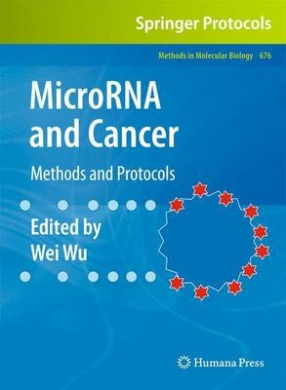 Springer Protocols
Methods in Molecular Biology 676
MicroRNA
and Cancer
Methods and Protocols
Edited by
Wei Wu
Humana Press